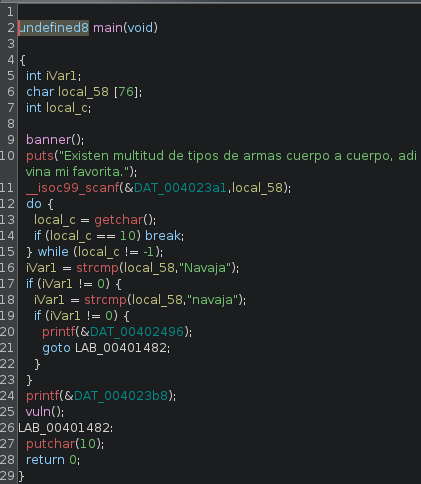 1
2 undefined8 main(void)
3
4 {
5 int iVar1;
6 char local_58 [76];
7 int local_c;
8
9 banner();
10 puts("Existen multitud de tipos de armas cuerpo a cuerpo, adi
vina mi favorita.");
11 __isoc99_scanf(&DAT_004023a1,local_58);
12 do {
13 local_c = getchar();
14 if (local_c == 10) break;
15 } while (local_c != -1);
16 iVar1 = strcmp(local_58,"Navaja");
17 if (iVar1 != 0) {
18 iVar1 = strcmp(local_58,"navaja");
19 if (iVar1 != 0) {
20 printf(&DAT_00402496);
21 goto LAB_00401482;
22 }
23 }
24 printf(&DAT_004023b8);
25 vuln();
26 LAB_00401482:
27 putchar(10);
28 return 0;
29 }